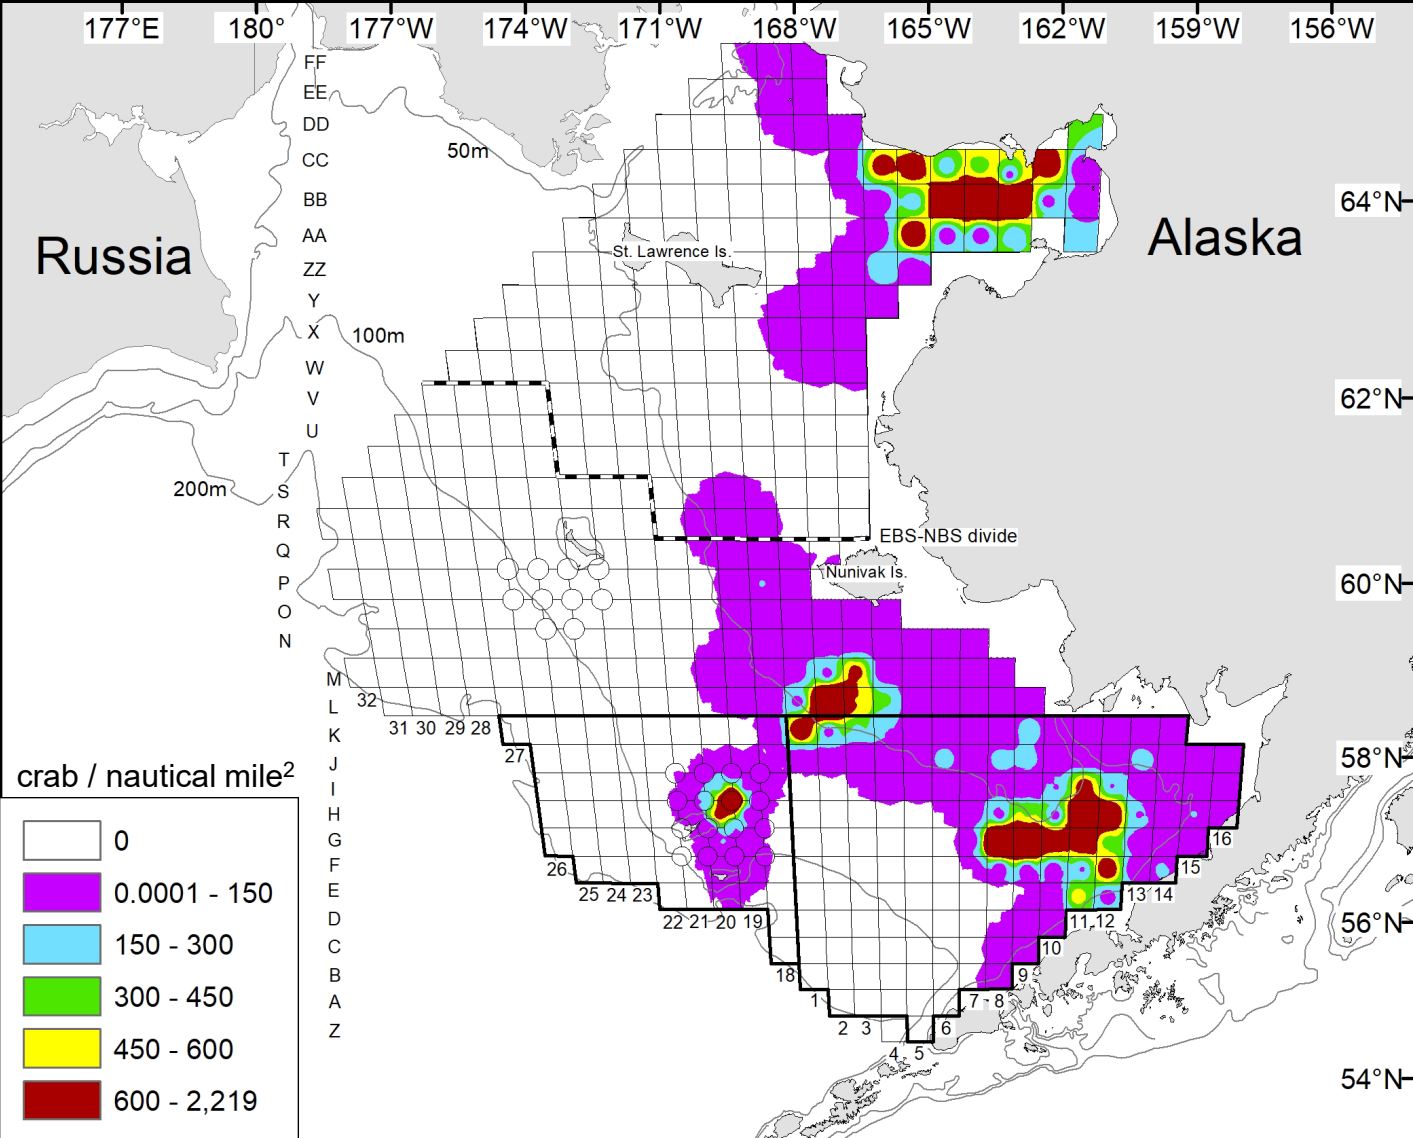 177°E 180° 177°W 174°W 171°W 168°W 165°W 162°W 159°W 156°W
FF
EE
DD
50m
CC
BB
64°N
AA
Russia
Alaska
St. Lawrence Is.
ZZ
Y
X
100m
W
V
62°N
U
T
200m
S
R
EBS-NBS divide
Q
Nunivak Is.
P
60°N
O
N
M
32
L
31 30 29 28
K
27
58°N
J
I
H
G
16
F
26
15
E
25 24 23
13 14
D
22 21 20 19
11 12
56°N
C
10
B
18
9
A
1
7 - 8
Z
2 3
6
4 5
54°N
crab / nautical mile²
0
0.0001 - 150
150 - 300
300 - 450
450 - 600
600 - 2,219